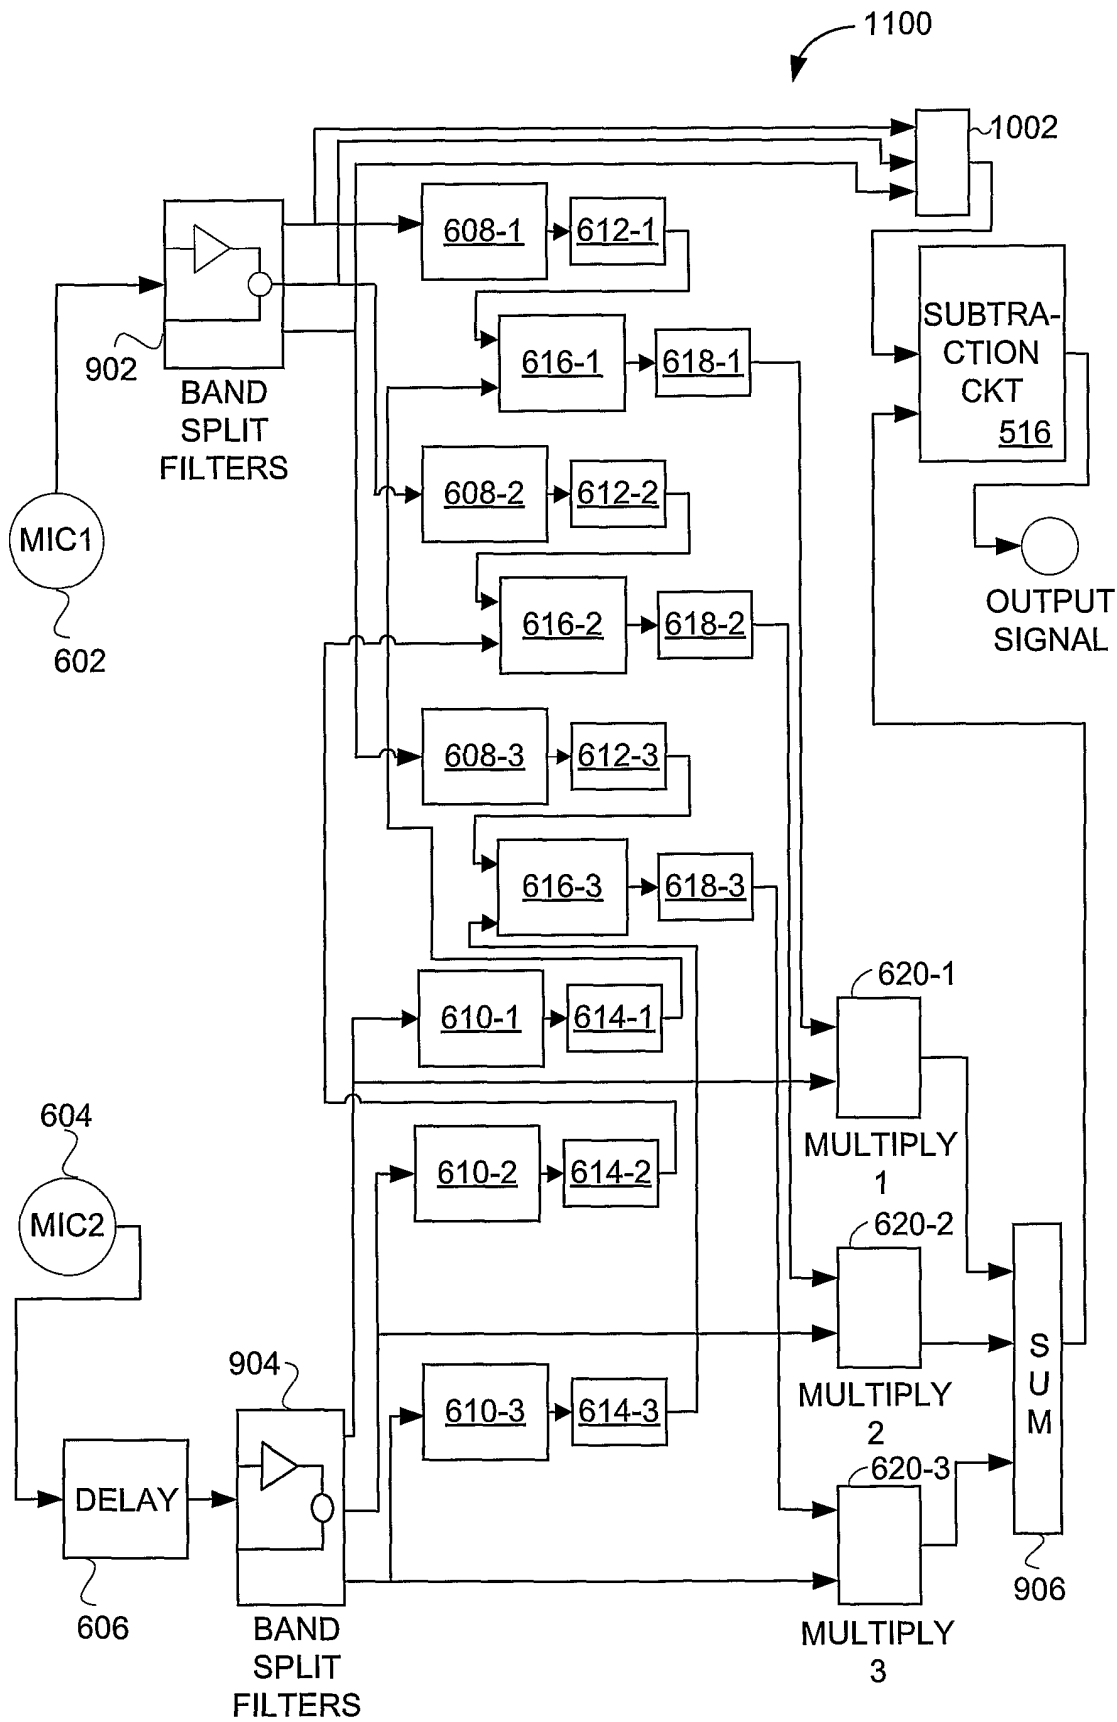 1100
1002
608-1
612-1
902
BAND
SPLIT
FILTERS
616-1
618-1
SUBTRA-
CTION
CKT
516
MIC1
602
608-2
612-2
OUTPUT
SIGNAL
616-2
618-2
608-3
612-3
616-3
618-3
610-1
614-1
620-1
MULTIPLY
1
604
MIC2
610-2
614-2
620-2
MULTIPLY
2
904
610-3
614-3
620-3
MULTIPLY
3
DELAY
606
BAND
SPLIT
FILTERS
S
U
M
906